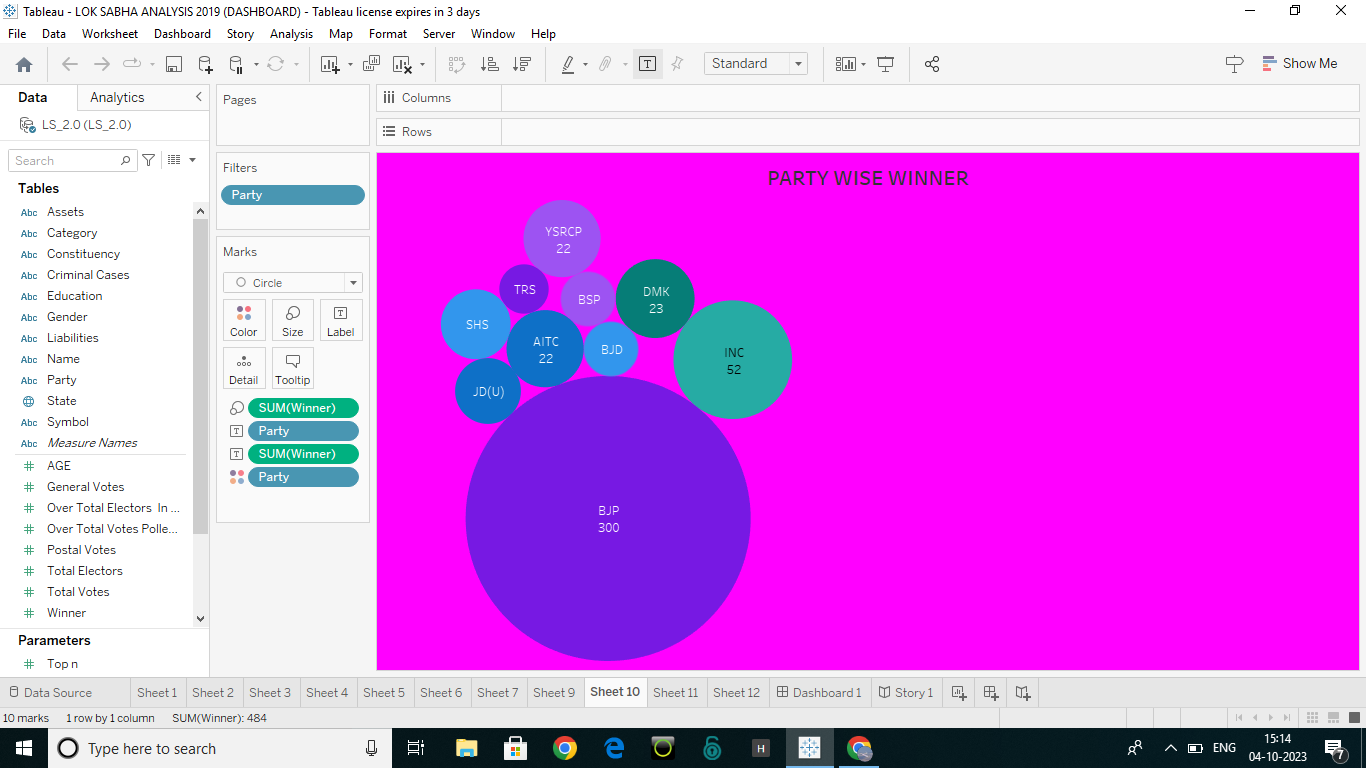 Tableau - LOK SABHA ANALYSIS 2019 (DASHBOARD) - Tableau license expires in 3 days
File Data Worksheet Dashboard Story Analysis Map Format Server Window Help
Standard
Show Me
Data Analytics
LS_2.0 (LS_2.0)
Search
Tables
Abc Assets
Abc Category
Abc Constituency
Abc Criminal Cases
Abc Education
Abc Gender
Abc Liabilities
Abc Name
Abc Party
State
Abc Symbol
Abc Measure Names
# AGE
# General Votes
# Over Total Electors In ...
# Over Total Votes Polle...
# Postal Votes
# Total Electors
# Total Votes
# Winner
Parameters
# Top n
Pages
Filters
Party
Marks
Circle
Color Size Label
Detail Tooltip
SUM(Winner)
Party
SUM(Winner)
Party
Columns
Rows
PARTY WISE WINNER
YSRCP
22
TRS
BSP
DMK
23
SHS
AITC
22
BJD
INC
52
JD(U)
BJP
300
Data Source Sheet 1 Sheet 2 Sheet 3 Sheet 4 Sheet 5 Sheet 6 Sheet 7 Sheet 9 Sheet 10 Sheet 11 Sheet 12 Dashboard 1 Story 1
10 marks 1 row by 1 column SUM(Winner): 484
Type here to search
H
ENG
15:14
04-10-2023
7